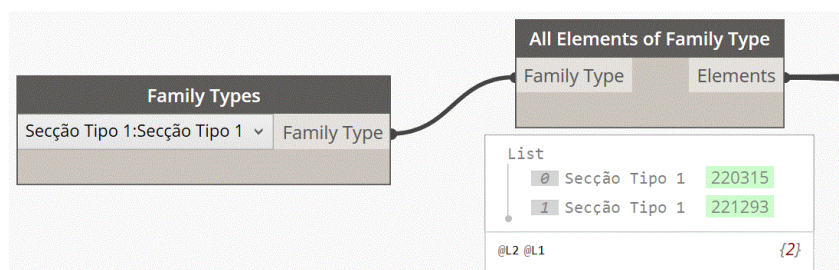 All Elements of Family Type
Family Type Elements
Family Types
Secção Tipo 1:Secção Tipo 1 Family Type
List
0 Secção Tipo 1 220315
1 Secção Tipo 1 221293
@L2 @L1 {2}